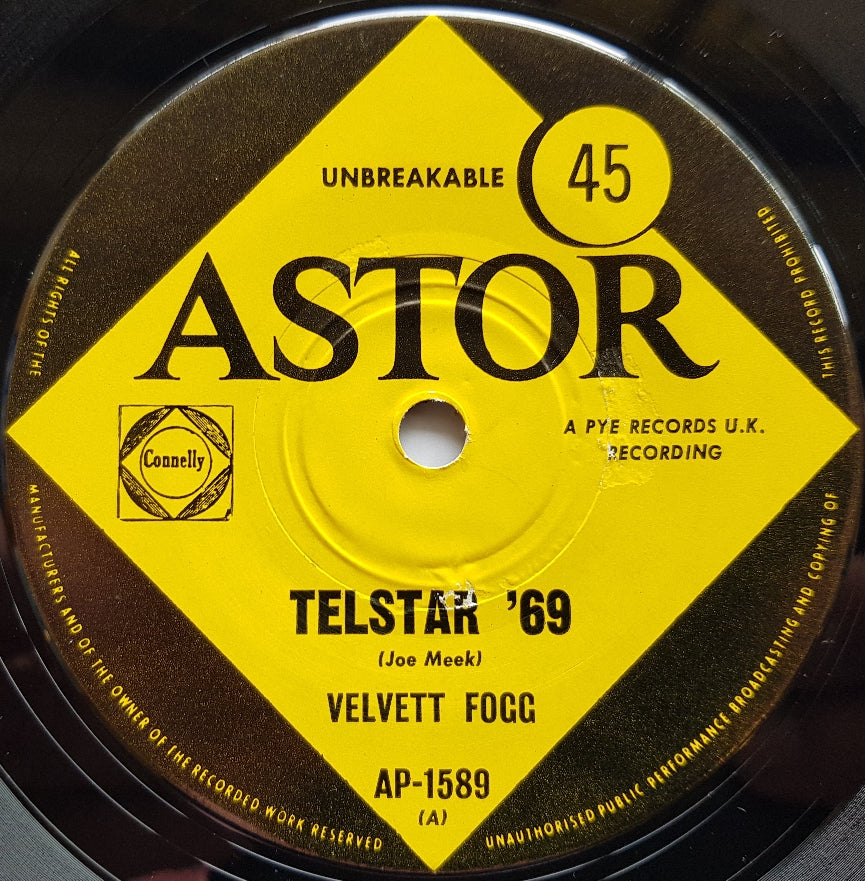 UNBREAKABLE
45
ASTOR
Connelly
A PYE RECORDS U.K.
RECORDING
TELSTAR ’69
(Joe Meek)
VELVETT FOGG
AP-1589
(A)
ALL RIGHTS OF THE
MANUFACTURERS AND OF THE OWNER OF THE RECORDED WORK RESERVED
UNAUTHORISED PUBLIC PERFORMANCE BROADCASTING AND COPYING OF
THIS RECORD PROHIBITED